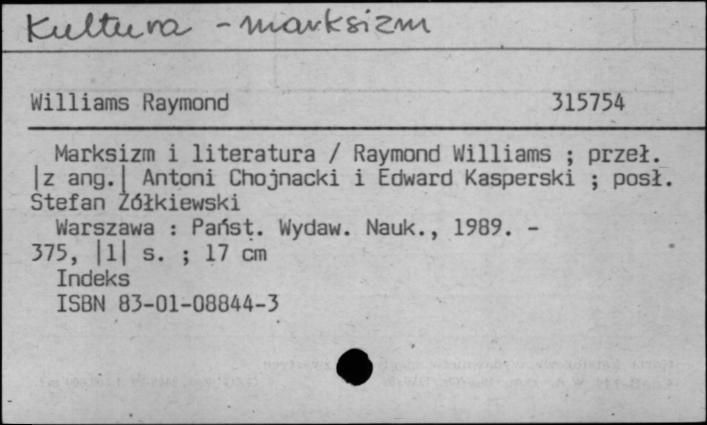 Kultura - marksizm
Williams Raymond 315754
Marksizm i literatura / Raymond Williams ; przeł.
|z ang.| Antoni Chojnacki i Edward Kasperski ; posł.
Stefan Żółkiewski
Warszawa : Państ. Wydaw. Nauk., 1989. -
375, |1| s. ; 17 cm
Indeks
ISBN 83-01-08844-3